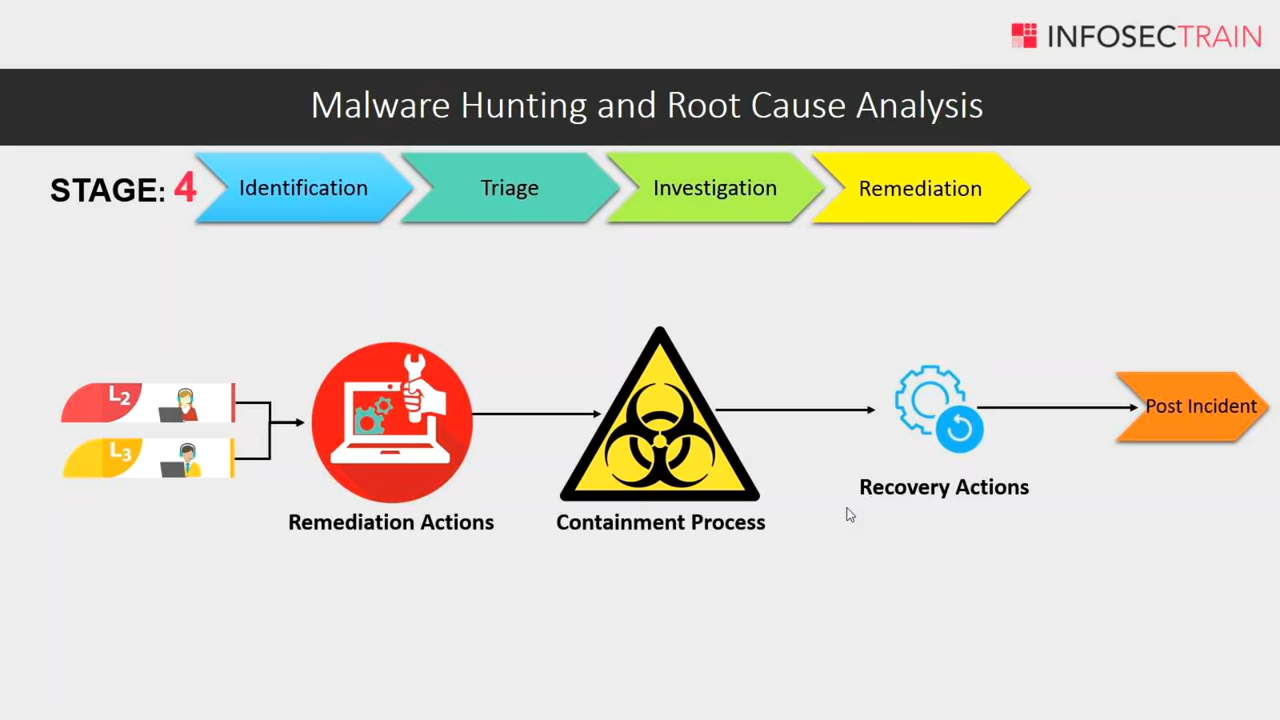 INFOSECTRAIN
Malware Hunting and Root Cause Analysis
STAGE: 4
Identification
Triage
Investigation
Remediation
L2
L3
Remediation Actions
Containment Process
Recovery Actions
Post Incident